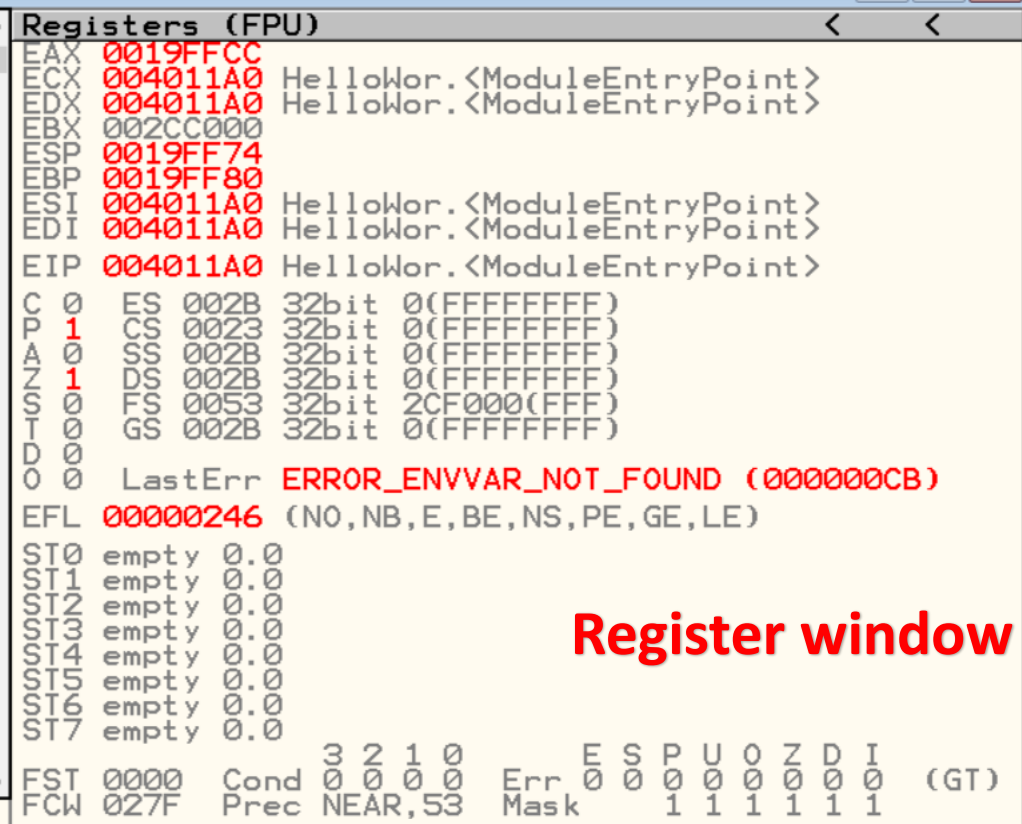 Registers (FPU) < <
EAX 0019FFCC
ECX 004011A0 HelloWor.<ModuleEntryPoint>
EDX 004011A0 HelloWor.<ModuleEntryPoint>
EBX 002CC000
ESP 0019FF74
EBP 0019FF80
ESI 004011A0 HelloWor.<ModuleEntryPoint>
EDI 004011A0 HelloWor.<ModuleEntryPoint>
EIP 004011A0 HelloWor.<ModuleEntryPoint>
C 0 ES 002B 32bit 0(FFFFFFFF)
P 1 CS 0023 32bit 0(FFFFFFFF)
A 0 SS 002B 32bit 0(FFFFFFFF)
Z 1 DS 002B 32bit 0(FFFFFFFF)
S 0 FS 0053 32bit 2CF000(FFF)
T 0 GS 002B 32bit 0(FFFFFFFF)
D 0
O 0 LastErr ERROR_ENVVAR_NOT_FOUND (000000CB)
EFL 00000246 (NO,NB,E,BE,NS,PE,GE,LE)
ST0 empty 0.0
ST1 empty 0.0
ST2 empty 0.0
ST3 empty 0.0
ST4 empty 0.0
ST5 empty 0.0
ST6 empty 0.0
ST7 empty 0.0
Register window
3 2 1 0 E S P U O Z D I
FST 0000 Cond 0 0 0 0 Err 0 0 0 0 0 0 0 0 (GT)
FCW 027F Prec NEAR,53 Mask 1 1 1 1 1 1